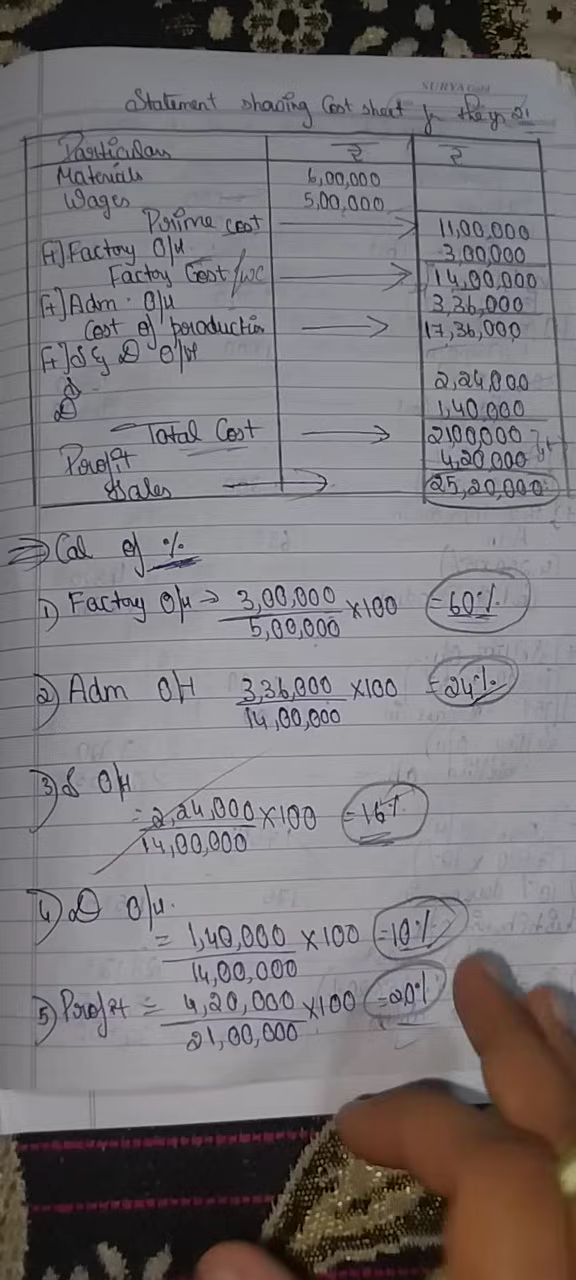 SURYA Gold
Statement showing Cost sheet for the yr 21
Particulars ₹ ₹
Materials 6,00,000
Wages 5,00,000
Prime cost → 11,00,000
[+] Factory O/H 3,00,000
Factory Cost/WC → 14,00,000
[+] Adm. O/H 3,36,000
Cost of production → 17,36,000
[+] S & D O/H
S 2,24,000
D 1,40,000
Total Cost → 21,00,000
Profit 4,20,000
Sales → 25,20,000
⇒ Cal of %
1) Factory O/H → 3,00,000/5,00,000 ×100 = 60%
2) Adm OH 3,36,000/14,00,000 ×100 = 24%
3) S O/H
= 2,24,000/14,00,000 ×100 = 16%
4) D O/H.
= 1,40,000/14,00,000 ×100 = 10%
5) Profit = 4,20,000/21,00,000 ×100 = 20%